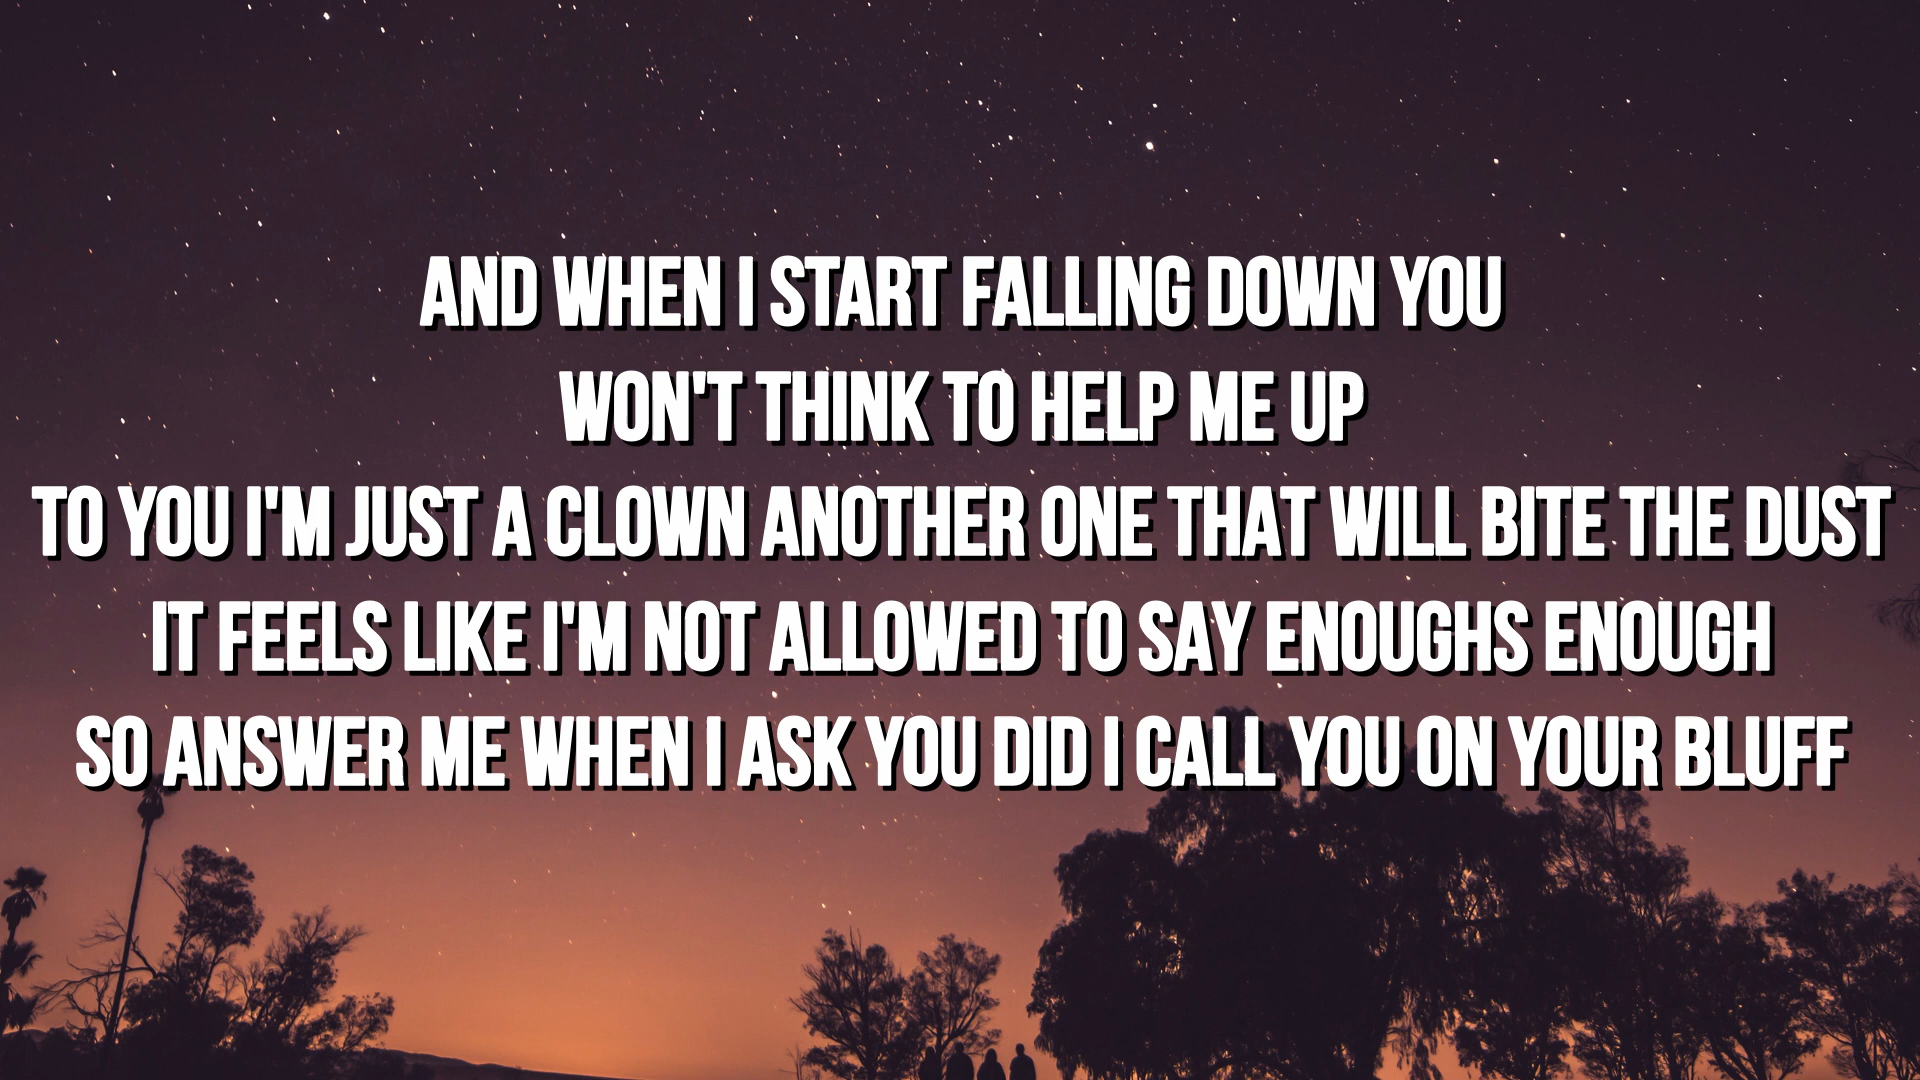 AND WHEN I START FALLING DOWN YOU
WON'T THINK TO HELP ME UP
TO YOU I'M JUST A CLOWN ANOTHER ONE THAT WILL BITE THE DUST
IT FEELS LIKE I'M NOT ALLOWED TO SAY ENOUGHS ENOUGH
SO ANSWER ME WHEN I ASK YOU DID I CALL YOU ON YOUR BLUFF